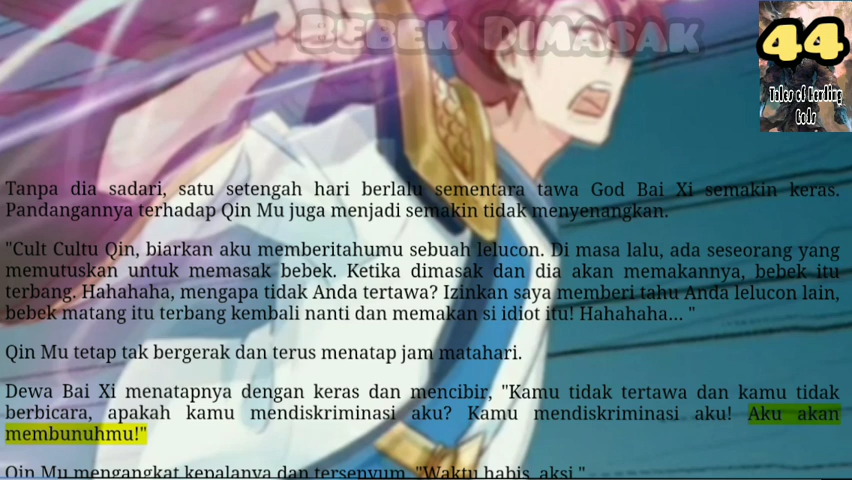 Bebek Dimasak
44
Tales of Herding
Gods
Tanpa dia sadari, satu setengah hari berlalu sementara tawa God Bai Xi semakin keras.
Pandangannya terhadap Qin Mu juga menjadi semakin tidak menyenangkan.
"Cult Cultu Qin, biarkan aku memberitahumu sebuah lelucon. Di masa lalu, ada seseorang yang
memutuskan untuk memasak bebek. Ketika dimasak dan dia akan memakannya, bebek itu
terbang. Hahahaha, mengapa tidak Anda tertawa? Izinkan saya memberi tahu Anda lelucon lain,
bebek matang itu terbang kembali nanti dan memakan si idiot itu! Hahahaha... "
Qin Mu tetap tak bergerak dan terus menatap jam matahari.
Dewa Bai Xi menatapnya dengan keras dan mencibir, "Kamu tidak tertawa dan kamu tidak
berbicara, apakah kamu mendiskriminasi aku? Kamu mendiskriminasi aku! Aku akan
membunuhmu!"
Qin Mu mengangkat kepalanya dan tersenyum, "Waktu habis, aksi."